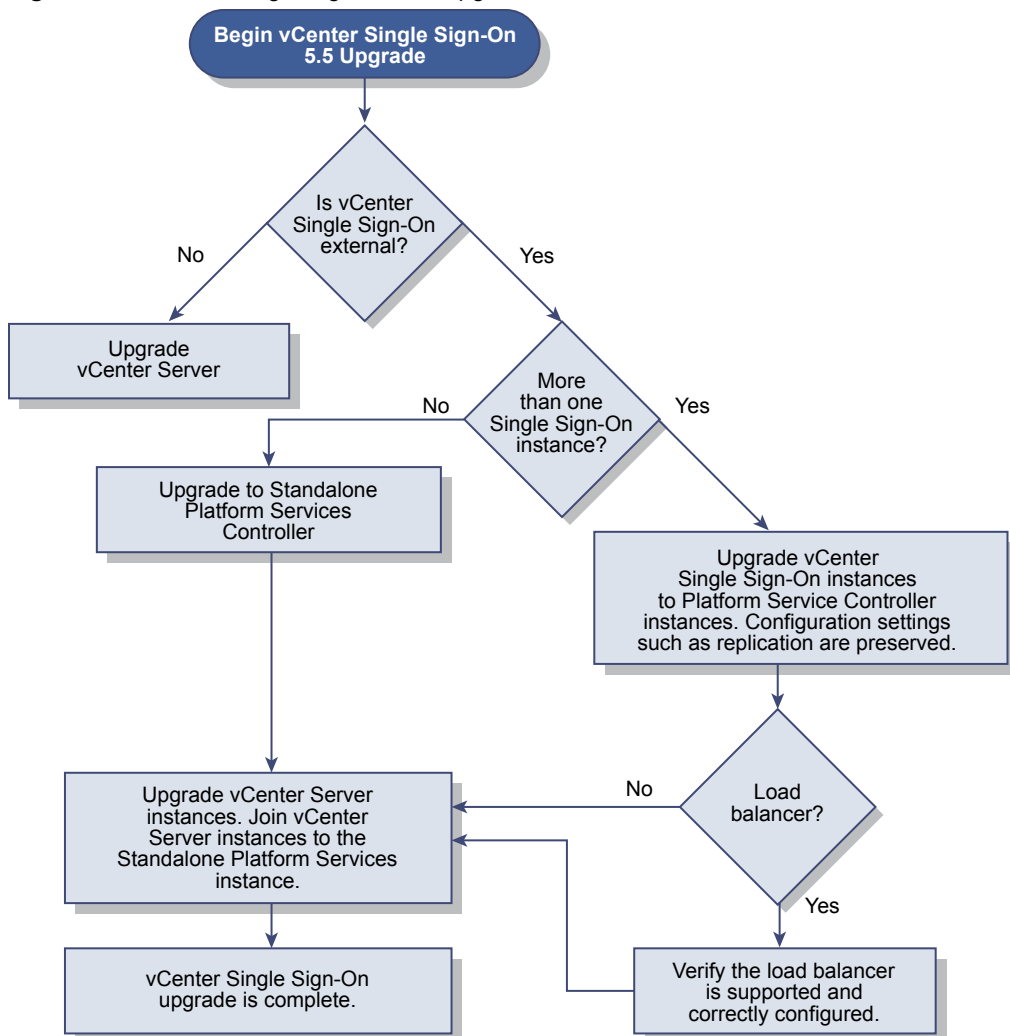 Begin vCenter Single Sign-On
5.5 Upgrade
Is vCenter
Single Sign-On
external?
No
Yes
Upgrade
vCenter Server
More
than one
Single Sign-On
instance?
No
Yes
Upgrade to Standalone
Platform Services
Controller
Upgrade vCenter
Single Sign-On instances
to Platform Service Controller
instances. Configuration settings
such as replication are preserved.
Load
balancer?
No
Yes
Upgrade vCenter Server
instances. Join vCenter
Server instances to the
Standalone Platform Services
instance.
vCenter Single Sign-On
upgrade is complete.
Verify the load balancer
is supported and
correctly configured.